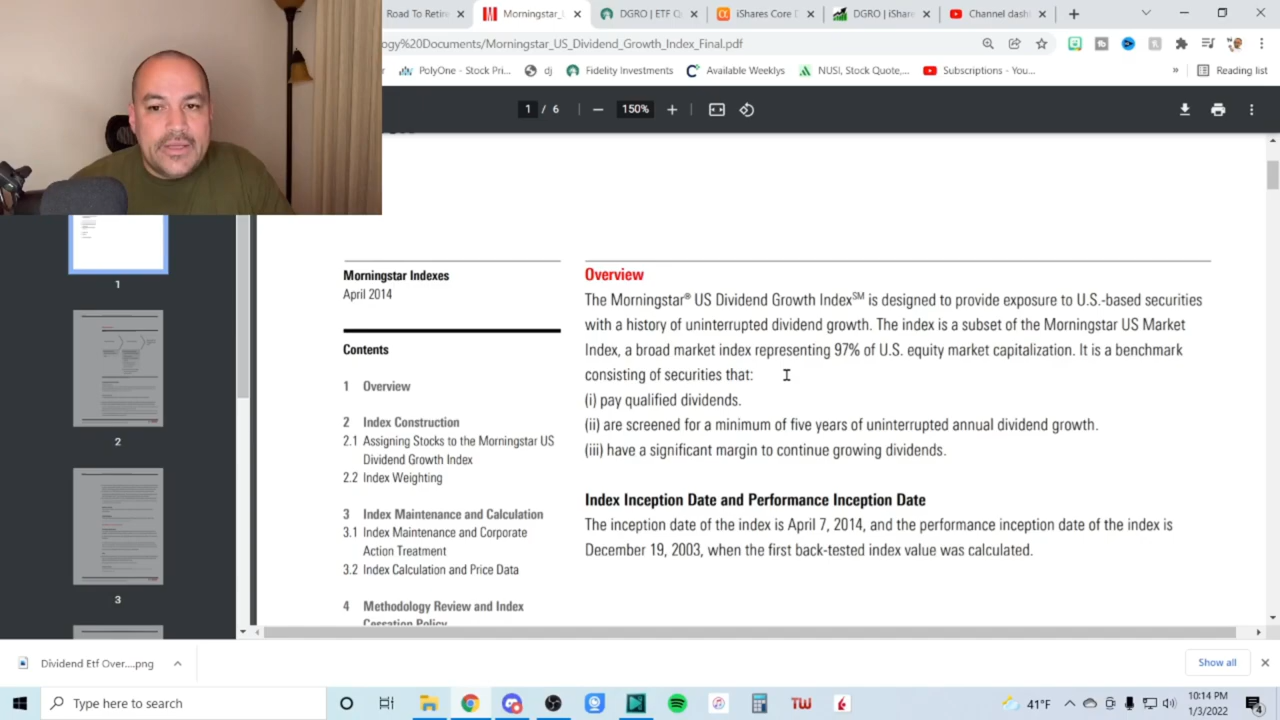 Road To Retire
Morningstar_
DGRO | ETF Q
iShares Core D
DGRO | iShare
Channel dash
ogy%20Documents/Morningstar_US_Dividend_Growth_Index_Final.pdf
PolyOne - Stock Pri...
dj
Fidelity Investments
Available Weeklys
NUSI, Stock Quote,...
Subscriptions - You...
»
Reading list
1 / 6
150%
Morningstar Indexes
April 2014
Contents
1 Overview
2 Index Construction
2.1 Assigning Stocks to the Morningstar US
Dividend Growth Index
2.2 Index Weighting
3 Index Maintenance and Calculation
3.1 Index Maintenance and Corporate
Action Treatment
3.2 Index Calculation and Price Data
4 Methodology Review and Index
Cessation Policy
Overview
The Morningstar® US Dividend Growth Index℠ is designed to provide exposure to U.S.-based securities
with a history of uninterrupted dividend growth. The index is a subset of the Morningstar US Market
Index, a broad market index representing 97% of U.S. equity market capitalization. It is a benchmark
consisting of securities that:
(i) pay qualified dividends.
(ii) are screened for a minimum of five years of uninterrupted annual dividend growth.
(iii) have a significant margin to continue growing dividends.
Index Inception Date and Performance Inception Date
The inception date of the index is April 7, 2014, and the performance inception date of the index is
December 19, 2003, when the first back-tested index value was calculated.
1
2
3
Dividend Etf Over....png
Show all
Type here to search
TW
41°F
10:14 PM
1/3/2022
4